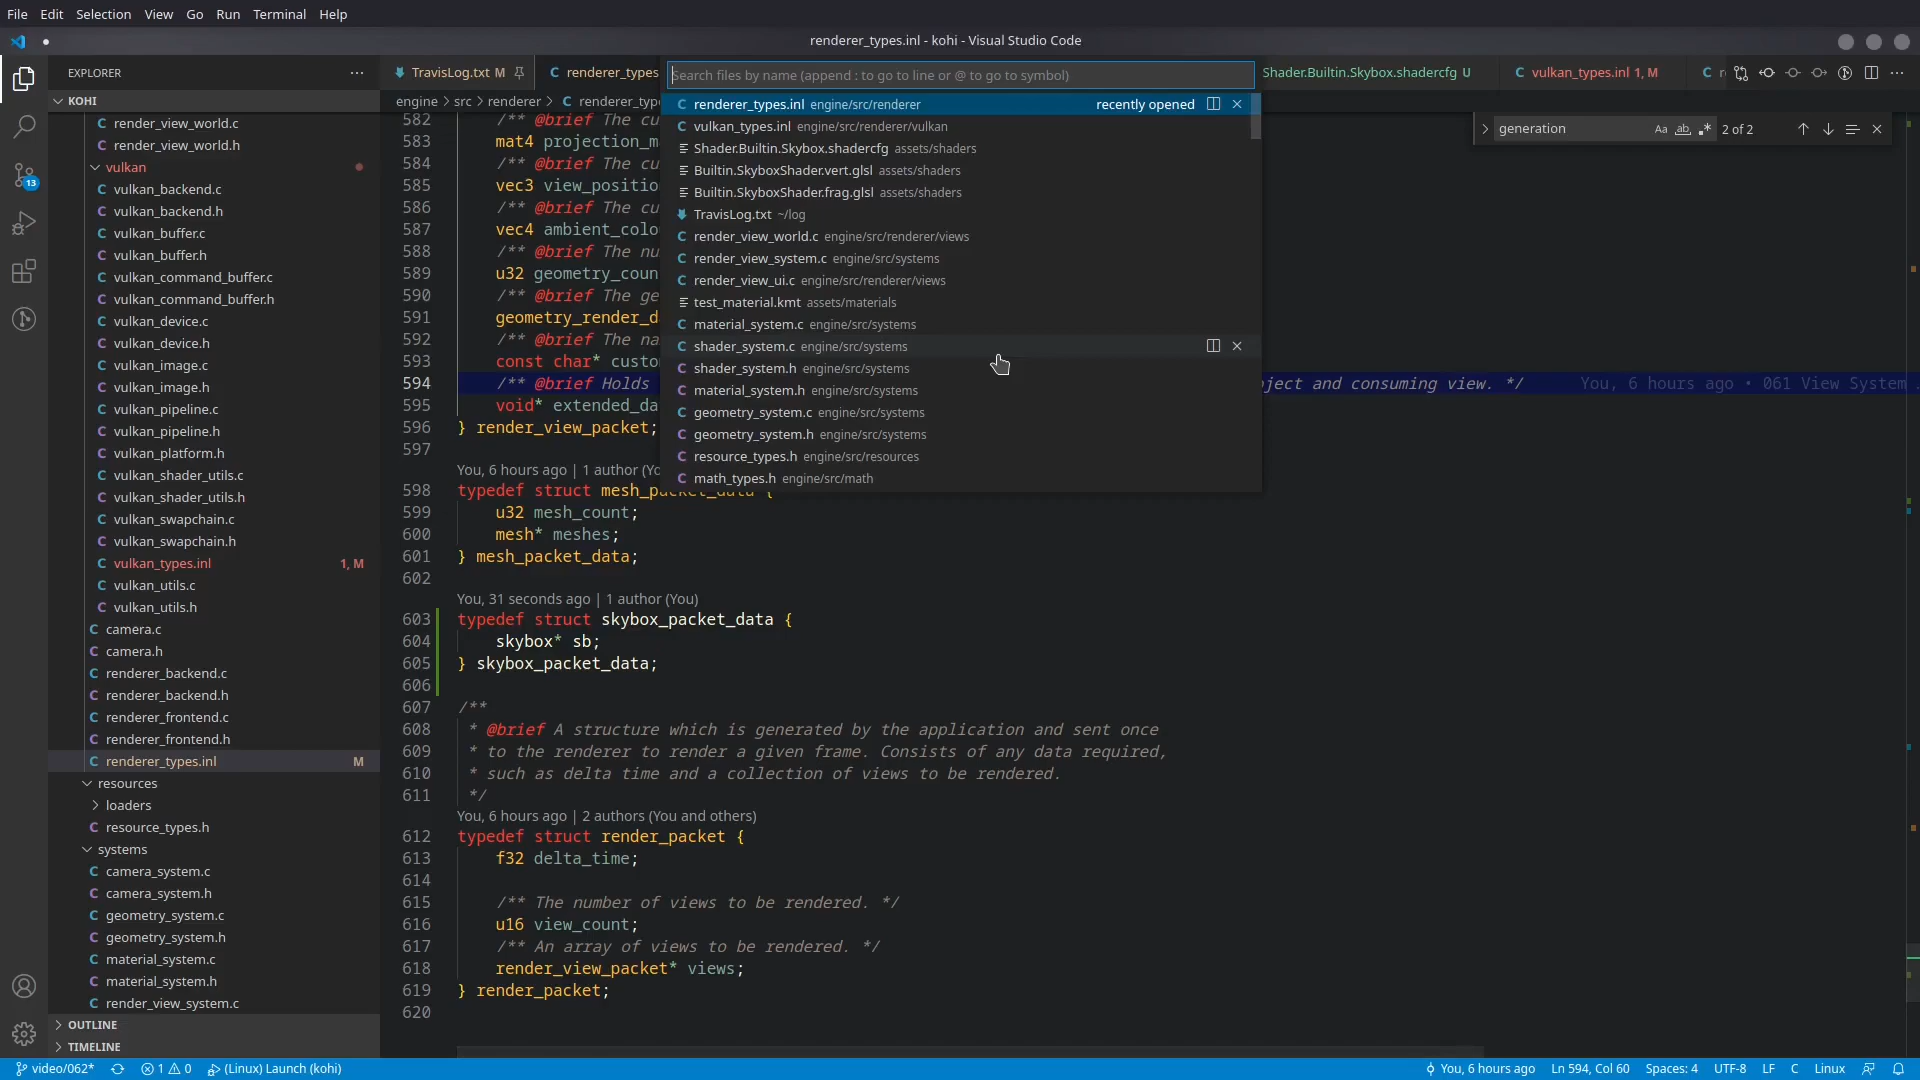 File Edit Selection View Go Run Terminal Help
renderer_types.inl - kohi - Visual Studio Code
EXPLORER
KOHI
render_view_world.c
render_view_world.h
vulkan
vulkan_backend.c
vulkan_backend.h
vulkan_buffer.c
vulkan_buffer.h
vulkan_command_buffer.c
vulkan_command_buffer.h
vulkan_device.c
vulkan_device.h
vulkan_image.c
vulkan_image.h
vulkan_pipeline.c
vulkan_pipeline.h
vulkan_platform.h
vulkan_shader_utils.c
vulkan_shader_utils.h
vulkan_swapchain.c
vulkan_swapchain.h
vulkan_types.inl 1, M
vulkan_utils.c
vulkan_utils.h
camera.c
camera.h
renderer_backend.c
renderer_backend.h
renderer_frontend.c
renderer_frontend.h
renderer_types.inl M
resources
loaders
resource_types.h
systems
camera_system.c
camera_system.h
geometry_system.c
geometry_system.h
material_system.c
material_system.h
render_view_system.c
OUTLINE
TIMELINE
13
TravisLog.txt M
renderer_types
Shader.Builtin.Skybox.shadercfg U
vulkan_types.inl 1, M
engine > src > renderer > renderer_type
Search files by name (append : to go to line or @ to go to symbol)
renderer_types.inl engine/src/renderer recently opened
vulkan_types.inl engine/src/renderer/vulkan
Shader.Builtin.Skybox.shadercfg assets/shaders
Builtin.SkyboxShader.vert.glsl assets/shaders
Builtin.SkyboxShader.frag.glsl assets/shaders
TravisLog.txt ~/log
render_view_world.c engine/src/renderer/views
render_view_system.c engine/src/systems
render_view_ui.c engine/src/renderer/views
test_material.kmt assets/materials
material_system.c engine/src/systems
shader_system.c engine/src/systems
shader_system.h engine/src/systems
material_system.h engine/src/systems
geometry_system.c engine/src/systems
geometry_system.h engine/src/systems
resource_types.h engine/src/resources
math_types.h engine/src/math
generation Aa ab .* 2 of 2
582 /** @brief The cu
583 mat4 projection_ma
584 /** @brief The cu
585 vec3 view_positio
586 /** @brief The cu
587 vec4 ambient_colo
588 /** @brief The nu
589 u32 geometry_coun
590 /** @brief The ge
591 geometry_render_d
592 /** @brief The na
593 const char* custo
594 /** @brief Holds ject and consuming view. */ You, 6 hours ago • 061 View System
595 void* extended_da
596 } render_view_packet;
597
You, 6 hours ago | 1 author (Yo
598 typedef struct mesh_packet_data {
599 u32 mesh_count;
600 mesh* meshes;
601 } mesh_packet_data;
602
You, 31 seconds ago | 1 author (You)
603 typedef struct skybox_packet_data {
604 skybox* sb;
605 } skybox_packet_data;
606
607 /**
608 * @brief A structure which is generated by the application and sent once
609 * to the renderer to render a given frame. Consists of any data required,
610 * such as delta time and a collection of views to be rendered.
611 */
You, 6 hours ago | 2 authors (You and others)
612 typedef struct render_packet {
613 f32 delta_time;
614
615 /** The number of views to be rendered. */
616 u16 view_count;
617 /** An array of views to be rendered. */
618 render_view_packet* views;
619 } render_packet;
620
video/062* 1 0 (Linux) Launch (kohi) You, 6 hours ago Ln 594, Col 60 Spaces: 4 UTF-8 LF C Linux